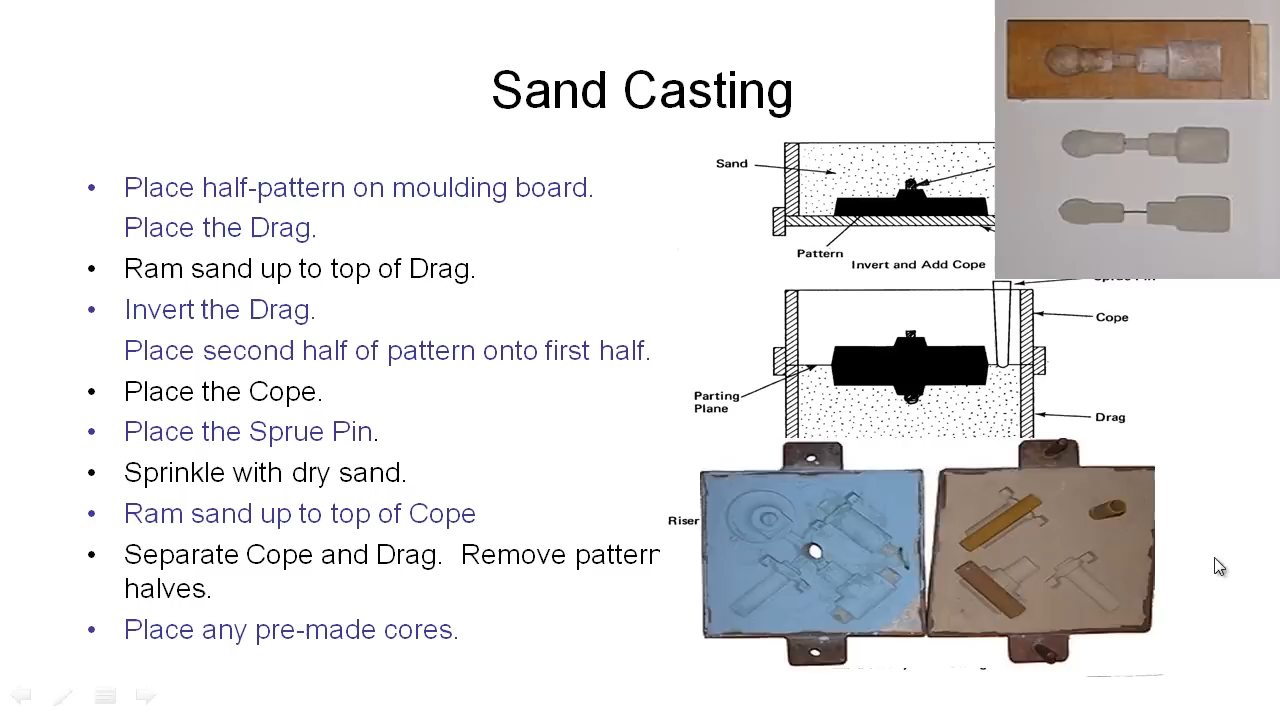 Sand Casting
• Place half-pattern on moulding board.
Place the Drag.
• Ram sand up to top of Drag.
• Invert the Drag.
Place second half of pattern onto first half.
• Place the Cope.
• Place the Sprue Pin.
• Sprinkle with dry sand.
• Ram sand up to top of Cope
• Separate Cope and Drag. Remove pattern
halves.
• Place any pre-made cores.
Sand
Pattern
Invert and Add Cope
Sprue Pin
Cope
Parting
Plane
Drag
Riser